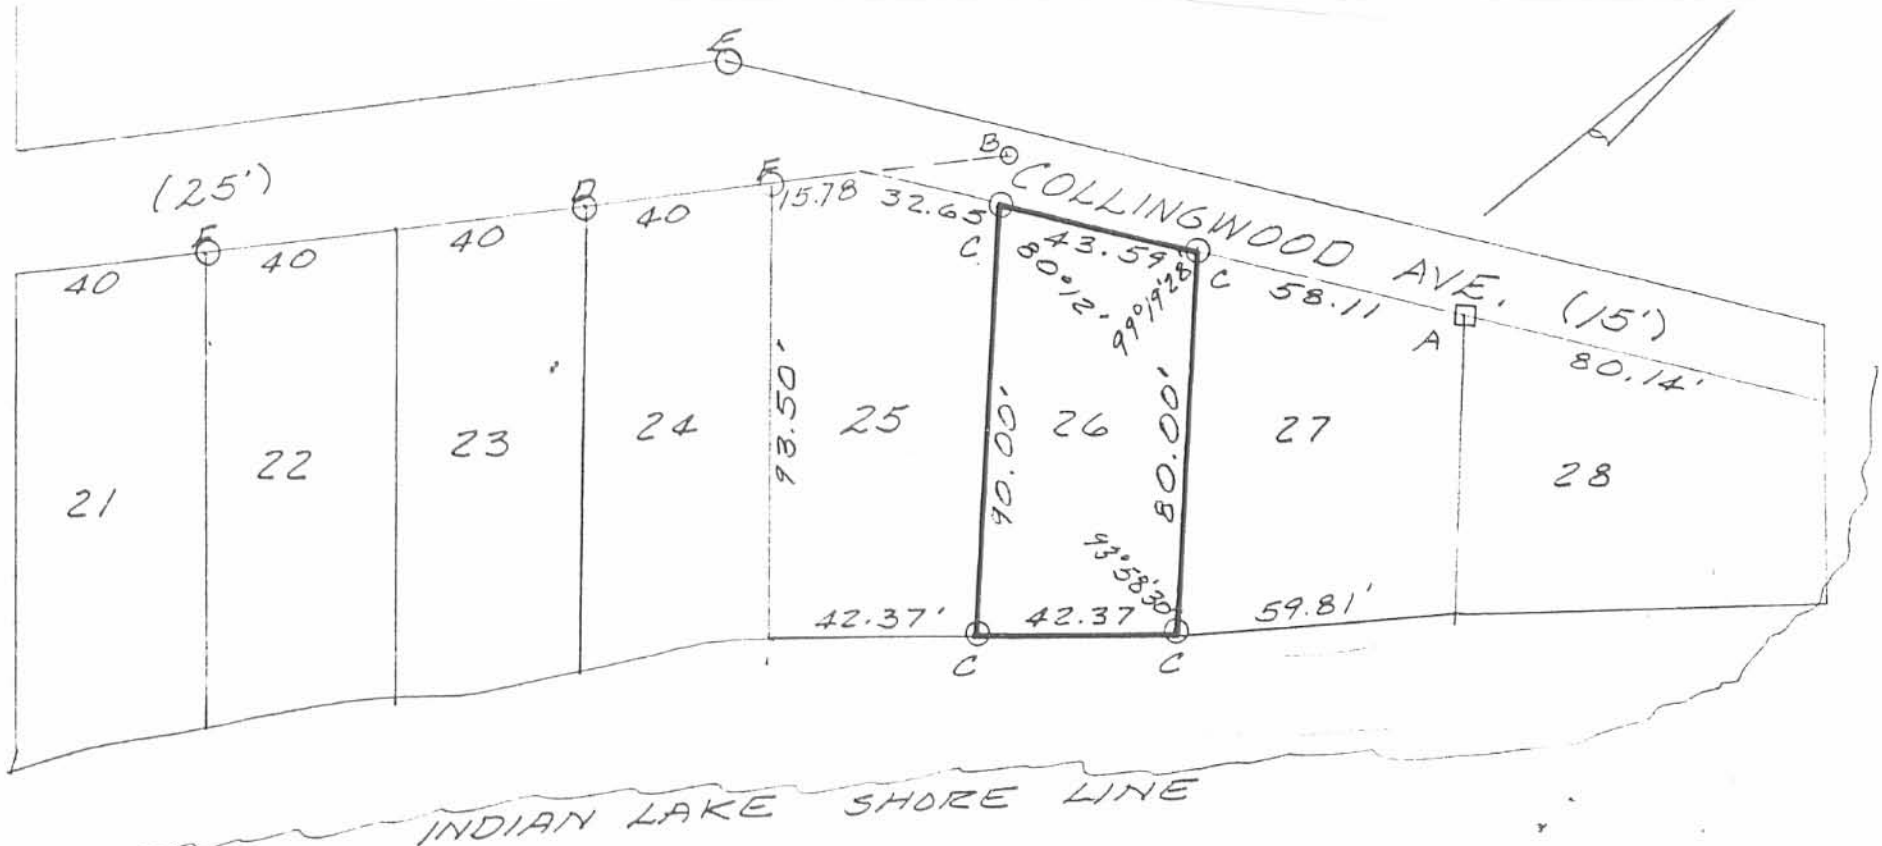 E
B
COLLINGWOOD AVE. (15')
(25')
E
B
E
40
40
40
40
15.78
32.65
C
43.59'
C
58.11
A
80.14'
80°12'
99°19'28"
93.50'
90.00'
80.00'
21
22
23
24
25
26
27
28
93°58'30
42.37'
42.37
59.81'
C
C
INDIAN LAKE SHORE LINE